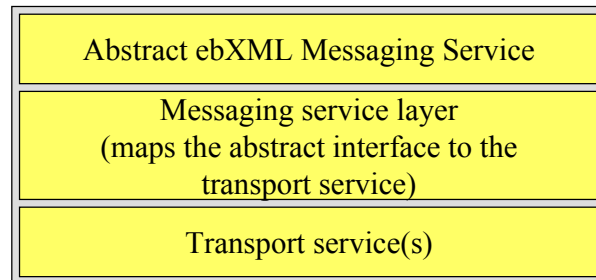 Abstract ebXML Messaging Service
Messaging service layer
(maps the abstract interface to the
transport service)
Transport service(s)